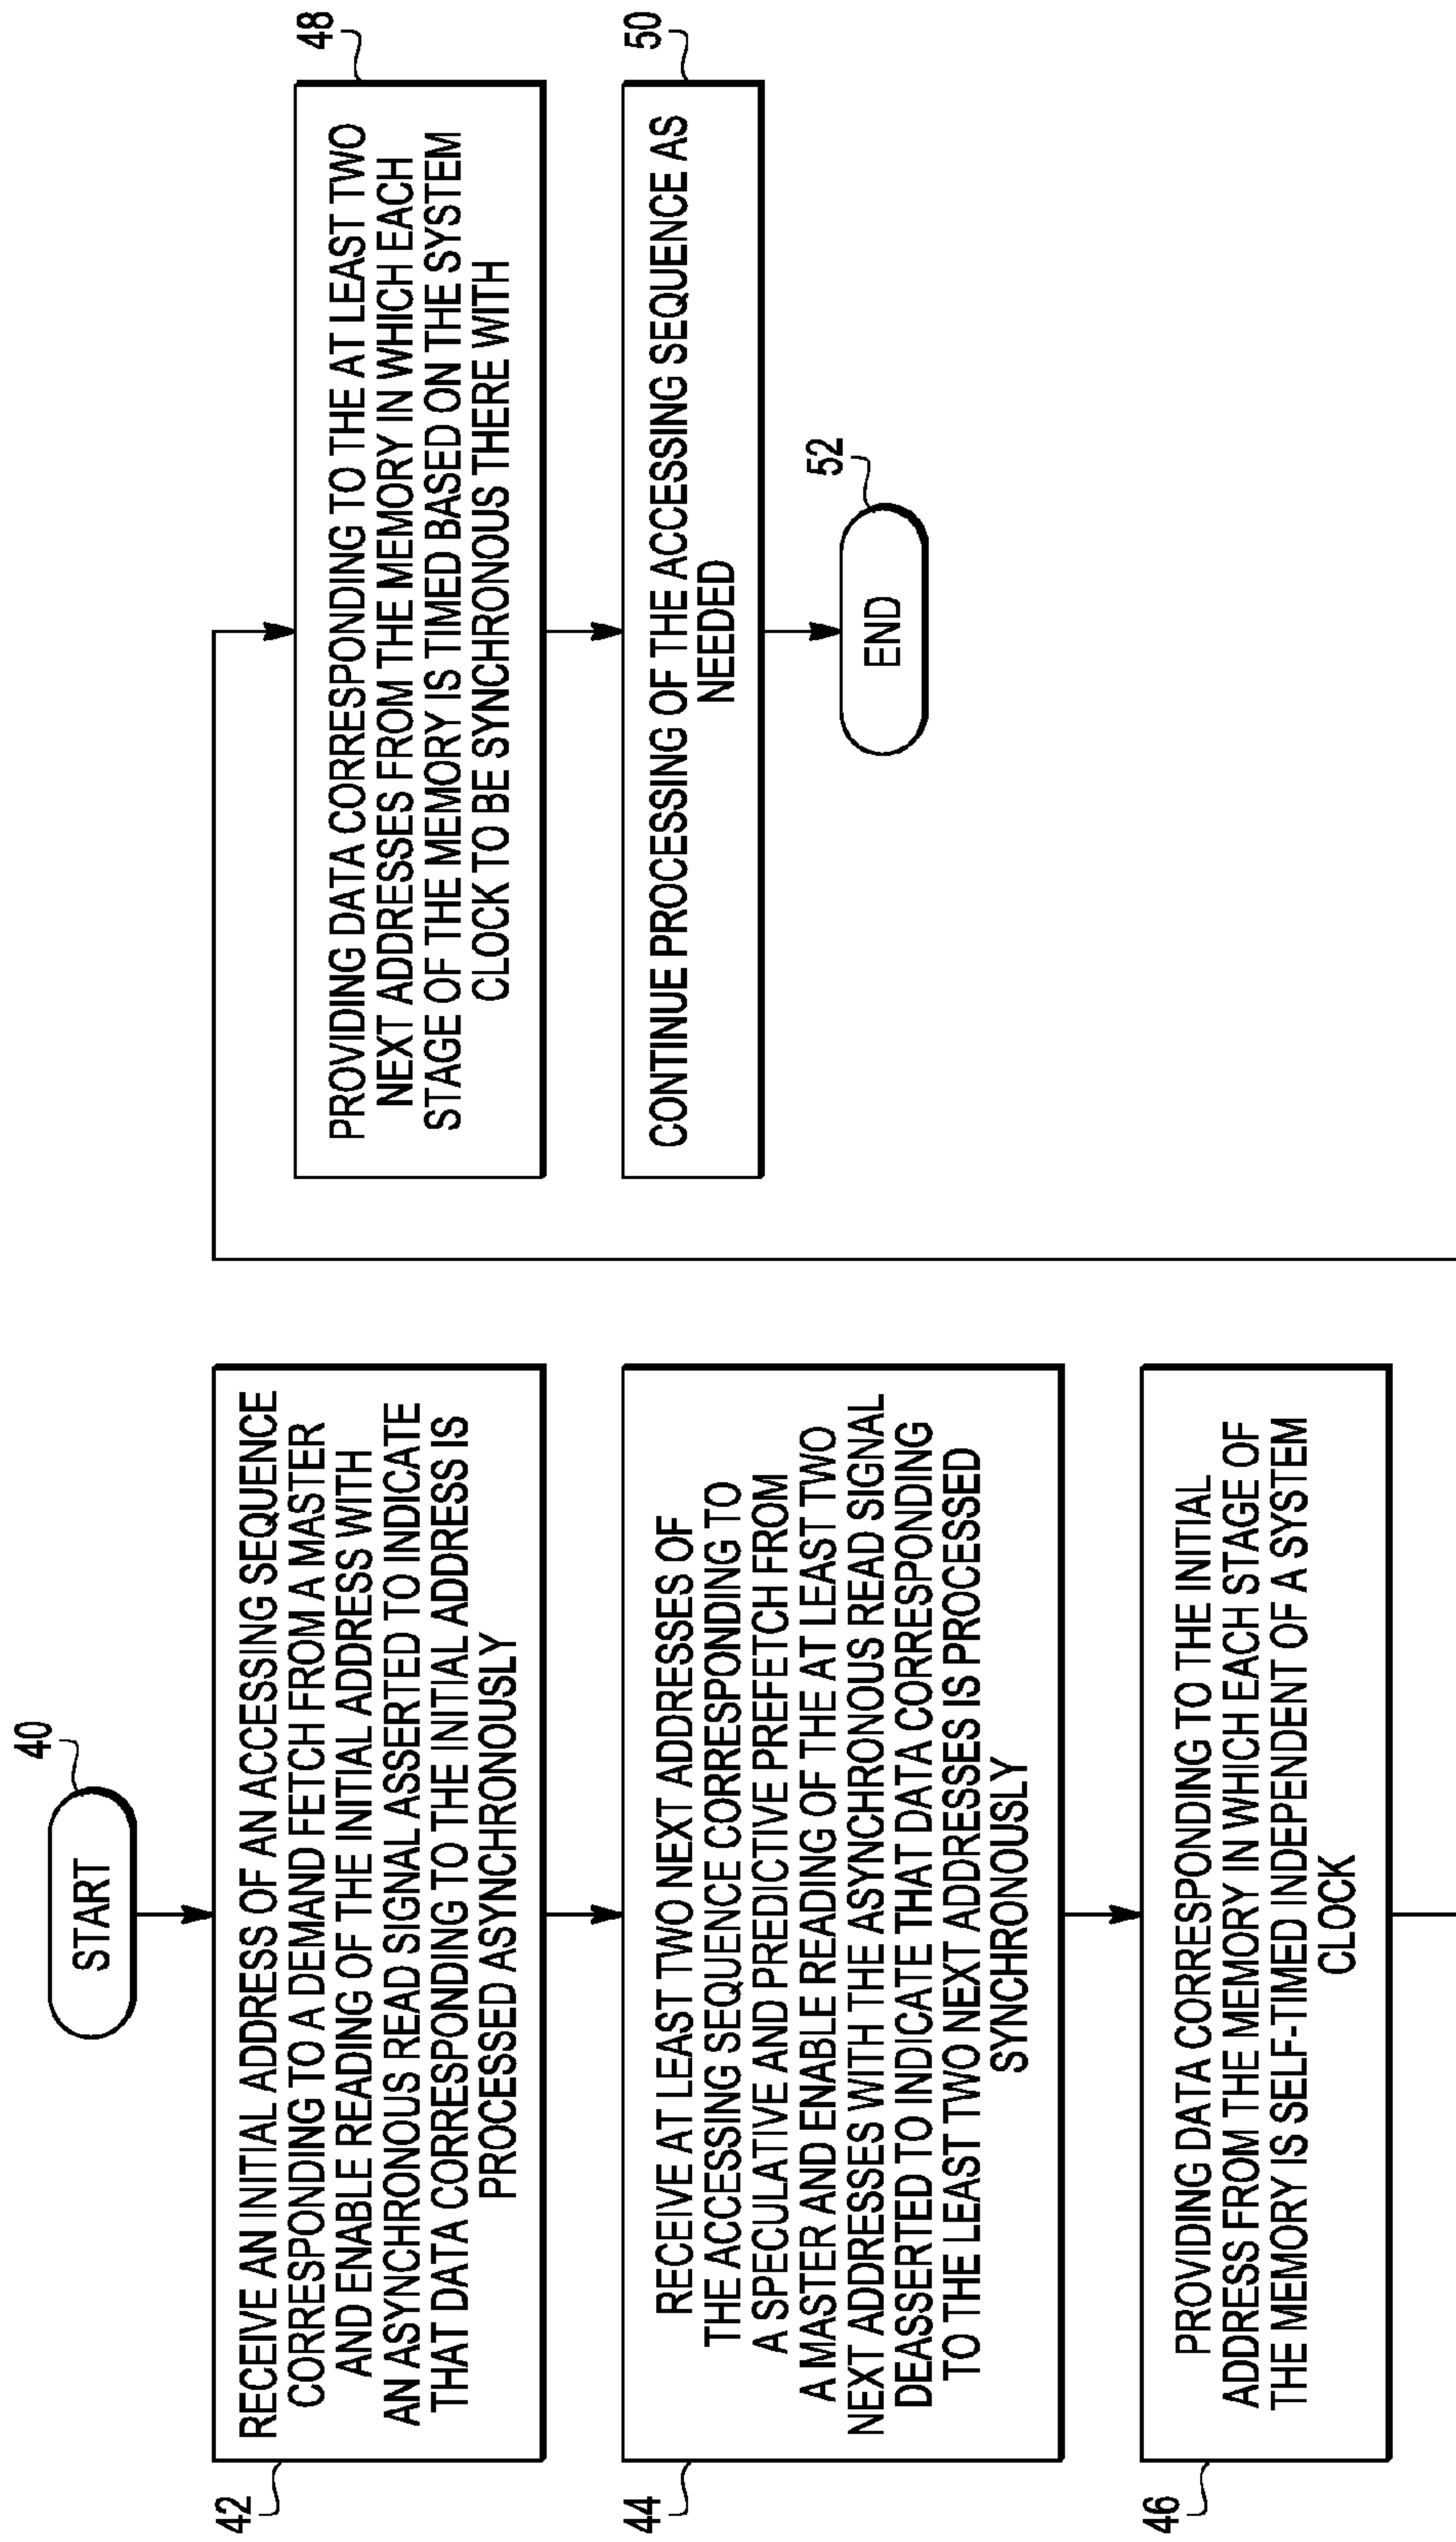 40
START
42
RECEIVE AN INITIAL ADDRESS OF AN ACCESSING SEQUENCE
CORRESPONDING TO A DEMAND FETCH FROM A MASTER
AND ENABLE READING OF THE INITIAL ADDRESS WITH
AN ASYNCHRONOUS READ SIGNAL ASSERTED TO INDICATE
THAT DATA CORRESPONDING TO THE INITIAL ADDRESS IS
PROCESSED ASYNCHRONOUSLY
44
RECEIVE AT LEAST TWO NEXT ADDRESSES OF
THE ACCESSING SEQUENCE CORRESPONDING TO
A SPECULATIVE AND PREDICTIVE PREFETCH FROM
A MASTER AND ENABLE READING OF THE AT LEAST TWO
NEXT ADDRESSES WITH THE ASYNCHRONOUS READ SIGNAL
DEASSERTED TO INDICATE THAT DATA CORRESPONDING
TO THE LEAST TWO NEXT ADDRESSES IS PROCESSED
SYNCHRONOUSLY
46
PROVIDING DATA CORRESPONDING TO THE INITIAL
ADDRESS FROM THE MEMORY IN WHICH EACH STAGE OF
THE MEMORY IS SELF-TIMED INDEPENDENT OF A SYSTEM
CLOCK
48
PROVIDING DATA CORRESPONDING TO THE AT LEAST TWO
NEXT ADDRESSES FROM THE MEMORY IN WHICH EACH
STAGE OF THE MEMORY IS TIMED BASED ON THE SYSTEM
CLOCK TO BE SYNCHRONOUS THERE WITH
50
CONTINUE PROCESSING OF THE ACCESSING SEQUENCE AS
NEEDED
52
END